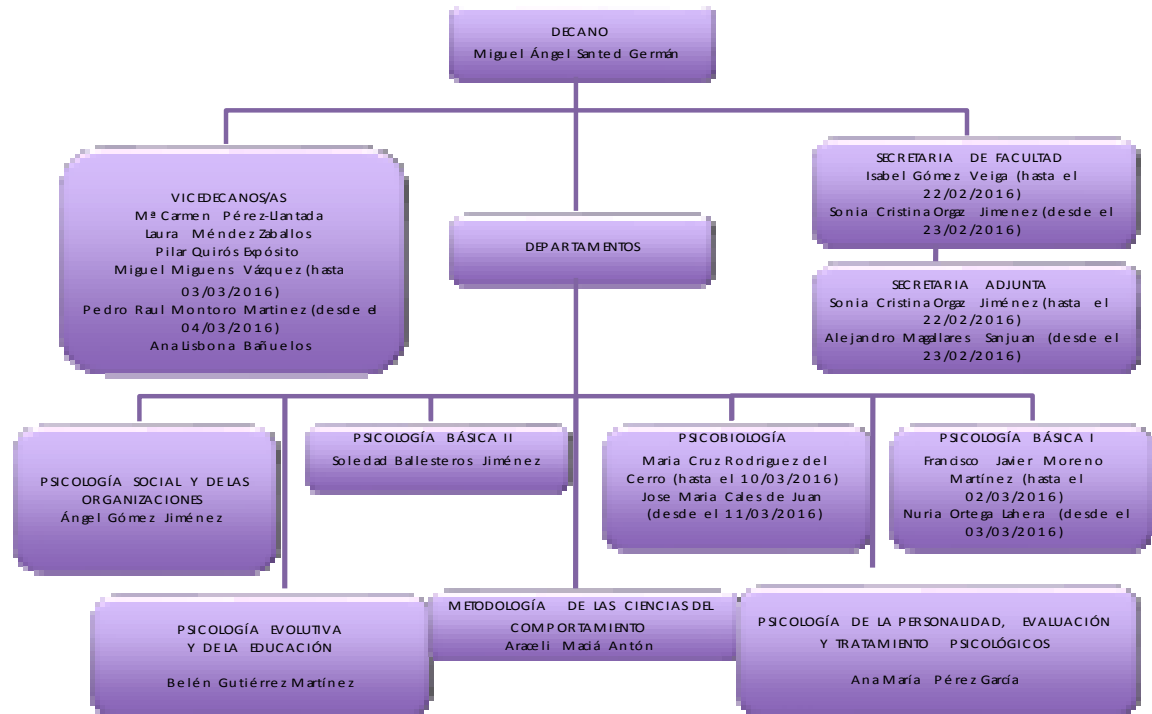 DECANO
Miguel Ángel Santed Germán
VICEDECANOS/AS
Mª Carmen Pérez-Llantada
Laura Méndez Zaballos
Pilar Quirós Expósito
Miguel Miguens Vázquez (hasta
03/03/2016)
Pedro Raul Montoro Martinez (desde el
04/03/2016)
Ana Lisbona Bañuelos
DEPARTAMENTOS
SECRETARIA DE FACULTAD
Isabel Gómez Veiga (hasta el
22/02/2016)
Sonia Cristina Orgaz Jimenez (desde el
23/02/2016)
SECRETARIA ADJUNTA
Sonia Cristina Orgaz Jiménez (hasta el
22/02/2016)
Alejandro Magallares Sanjuan (desde el
23/02/2016)
PSICOLOGÍA SOCIAL Y DE LAS
ORGANIZACIONES
Ángel Gómez Jiménez
PSICOLOGÍA BÁSICA II
Soledad Ballesteros Jiménez
PSICOBIOLOGÍA
Maria Cruz Rodriguez del
Cerro (hasta el 10/03/2016)
Jose Maria Cales de Juan
(desde el 11/03/2016)
PSICOLOGÍA BÁSICA I
Francisco Javier Moreno
Martínez (hasta el
02/03/2016)
Nuria Ortega Lahera (desde el
03/03/2016)
PSICOLOGÍA EVOLUTIVA
Y DE LA EDUCACIÓN
Belén Gutiérrez Martínez
METODOLOGÍA DE LAS CIENCIAS DEL
COMPORTAMIENTO
Araceli Maciá Antón
PSICOLOGÍA DE LA PERSONALIDAD, EVALUACIÓN
Y TRATAMIENTO PSICOLÓGICOS
Ana María Pérez García